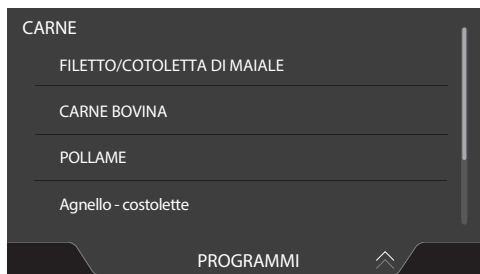 CARNE
FILETTO/COTOLETTA DI MAIALE
CARNE BOVINA
POLLAME
Agnello - costolette
PROGRAMMI